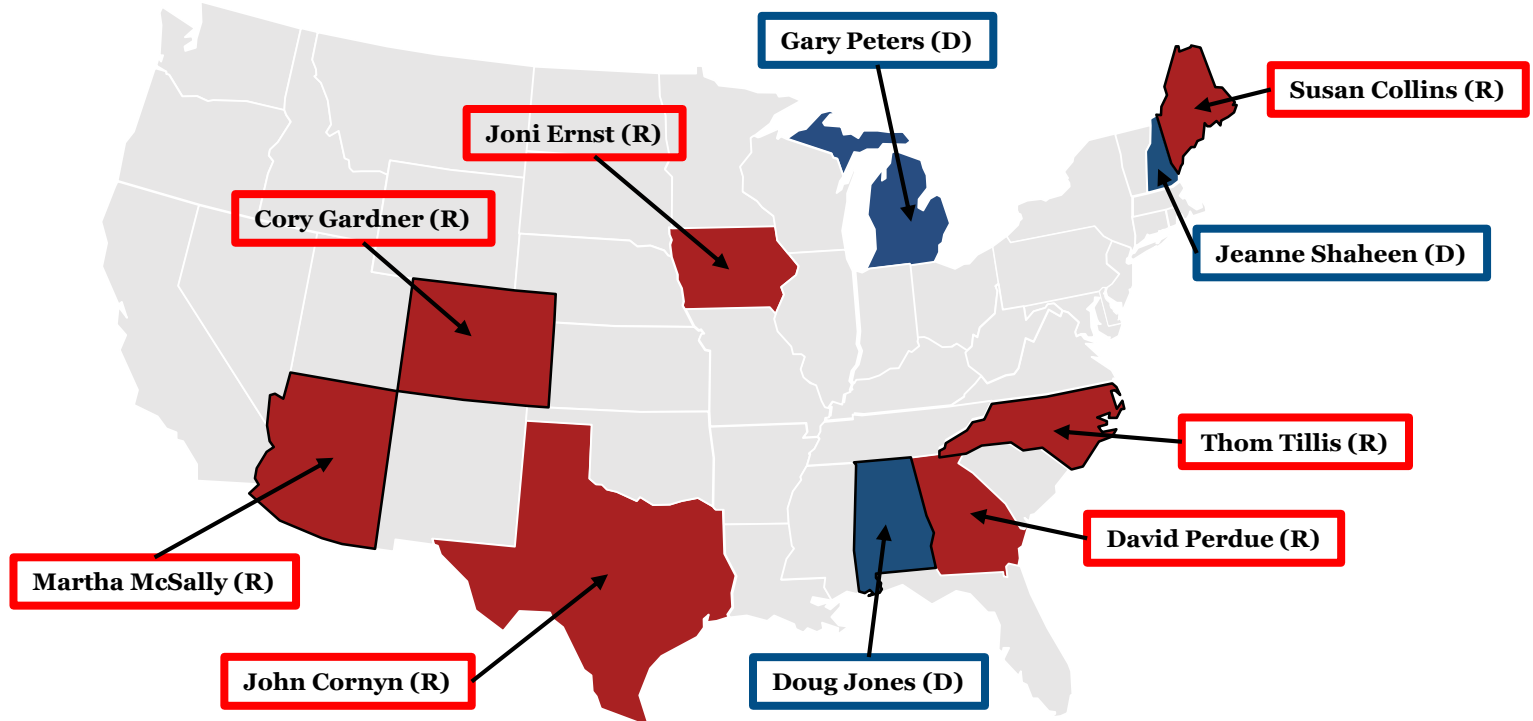 Gary Peters (D)
Susan Collins (R)
Joni Ernst (R)
Cory Gardner (R)
Jeanne Shaheen (D)
Thom Tillis (R)
David Perdue (R)
Martha McSally (R)
John Cornyn (R)
Doug Jones (D)